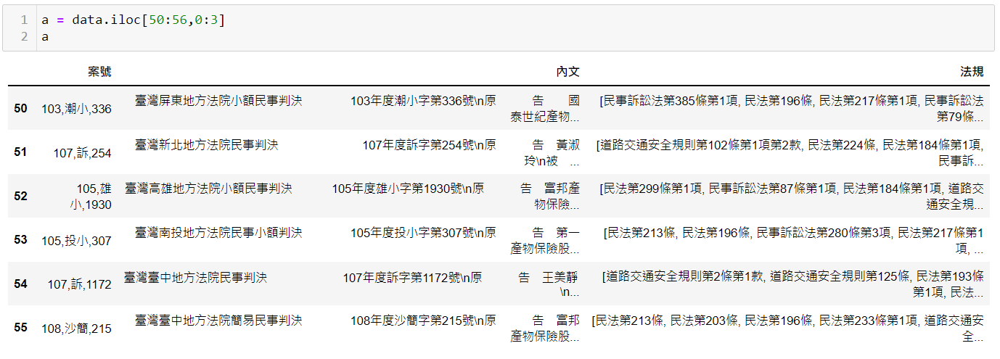 1 a = data.iloc[50:56,0:3]
2 a
案號 內文 法規
50 103,潮小,336 臺灣屏東地方法院小額民事判決 103年度潮小字第336號\n原 告 國 [民事訴訟法第385條第1項, 民法第196條, 民法第217條第1項, 民事訴訟法
泰世紀產物... 第79條...
51 107,訴,254 臺灣新北地方法院民事判決 107年度訴字第254號\n原 告 黃淑 [道路交通安全規則第102條第1項第2款, 民法第224條, 民法第184條第1項,
玲\n被 ... 民事訴...
52 105,雄 臺灣高雄地方法院小額民事判決 105年度雄小字第1930號\n原 告 富邦產 [民法第299條第1項, 民事訴訟法第87條第1項, 民法第184條第1項, 道路交
小,1930 物保險... 通安全規...
53 105,投小,307 臺灣南投地方法院民事小額判決 105年度投小字第307號\n原 告 第一 [民法第213條, 民法第196條, 民事訴訟法第280條第3項, 民法第217條第1
產物保險股... 項, ...
54 107,訴,1172 臺灣臺中地方法院民事判決 107年度訴字第1172號\n原 告 王美靜 [道路交通安全規則第2條第1款, 道路交通安全規則第125條, 民法第193條
\n... 第1項, 民法...
55 108,沙簡,215 臺灣臺中地方法院簡易民事判決 108年度沙簡字第215號\n原 告 富邦 [民法第213條, 民法第203條, 民法第196條, 民法第233條第1項, 道路交通安
產物保險股... 全...